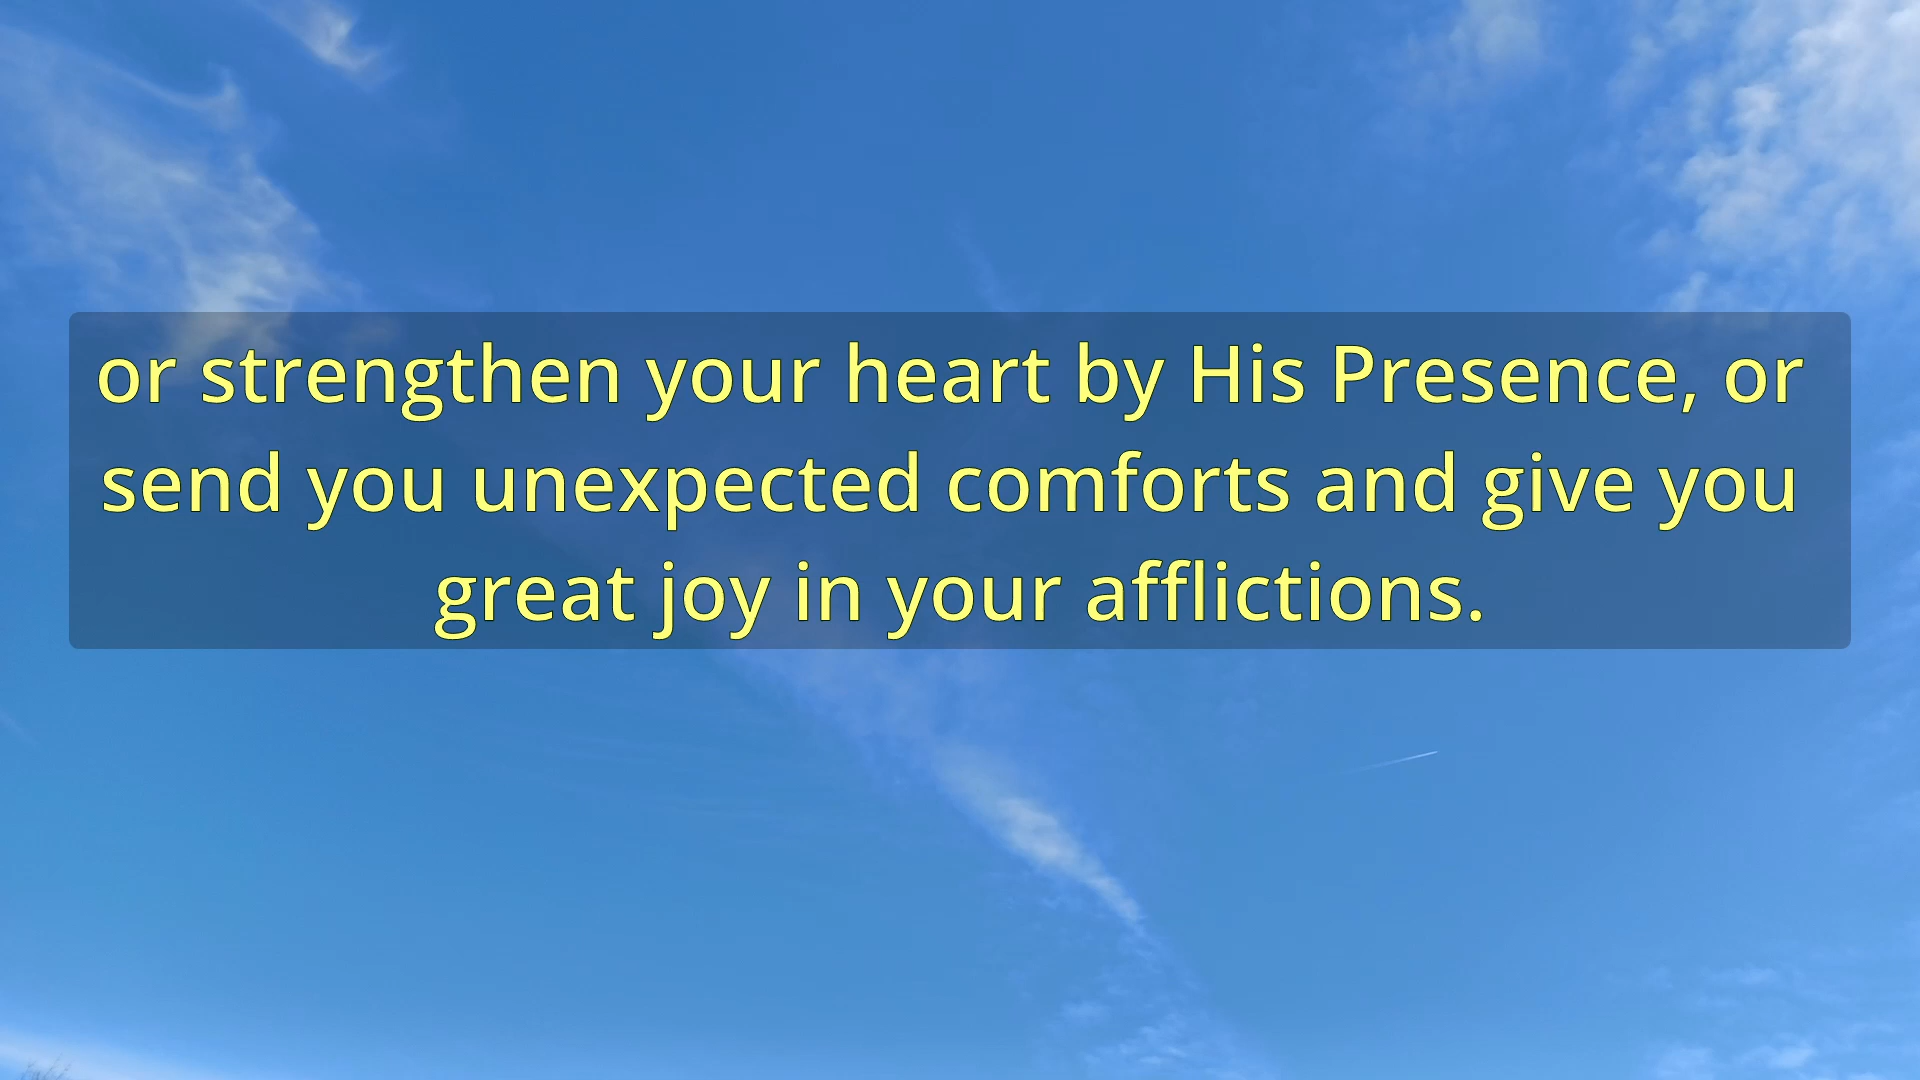 or strengthen your heart by His Presence, or
send you unexpected comforts and give you
great joy in your afflictions.